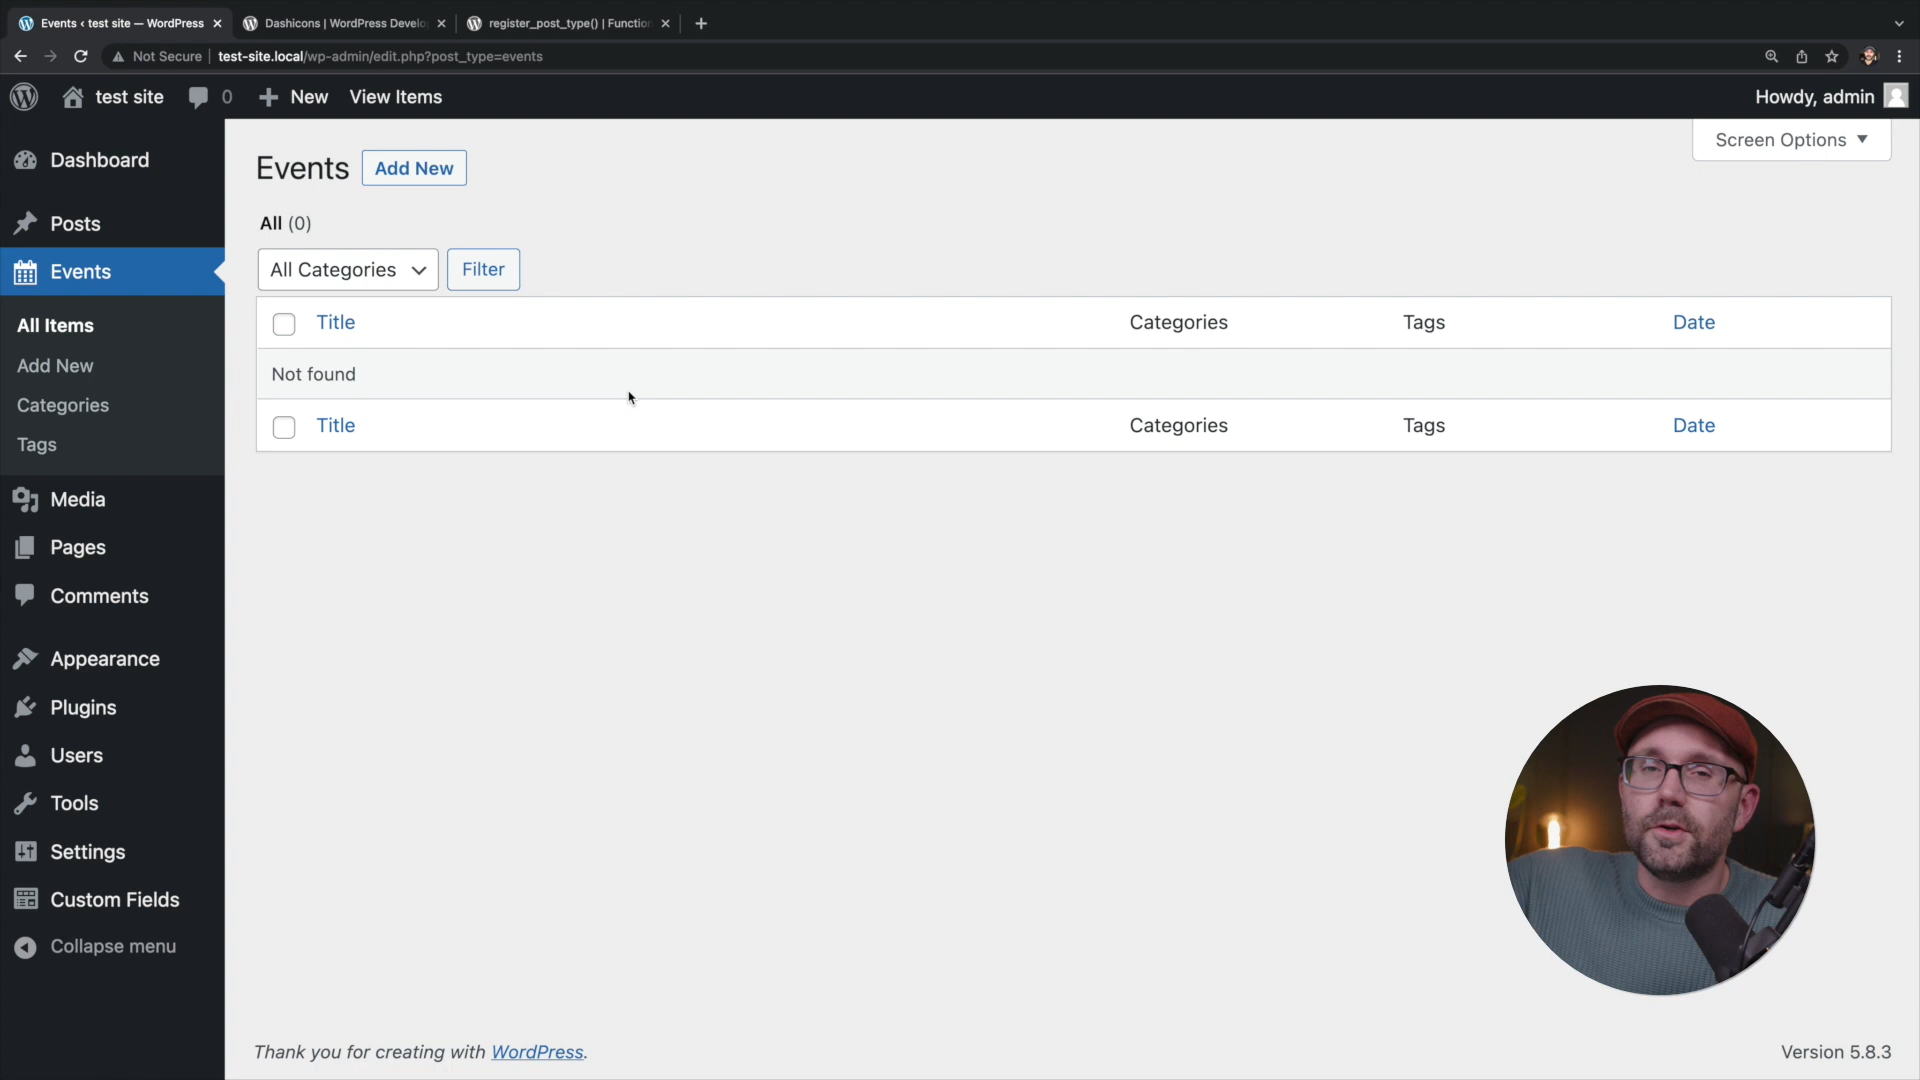 Events ‹ test site — WordPress
Dashicons | WordPress Develo
register_post_type() | Functio
Not Secure
test-site.local/wp-admin/edit.php?post_type=events
test site
0
New
View Items
Howdy, admin
Screen Options
Dashboard
Posts
Events
All Items
Add New
Categories
Tags
Media
Pages
Comments
Appearance
Plugins
Users
Tools
Settings
Custom Fields
Collapse menu
Events
Add New
All (0)
All Categories
Filter
Title Categories Tags Date
Not found
Title Categories Tags Date
Thank you for creating with WordPress.
Version 5.8.3